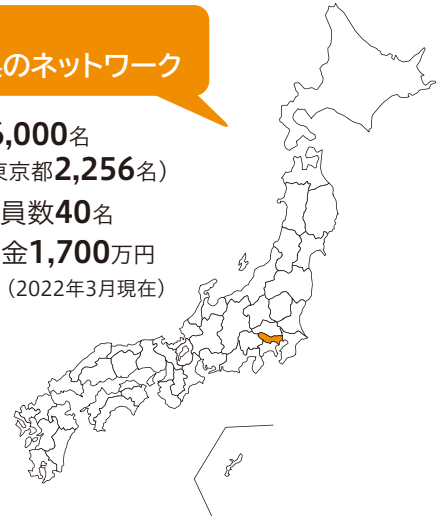 のネットワーク
,000名
東京都2,256名）
員数40名
金1,700万円
（2022年3月現在）